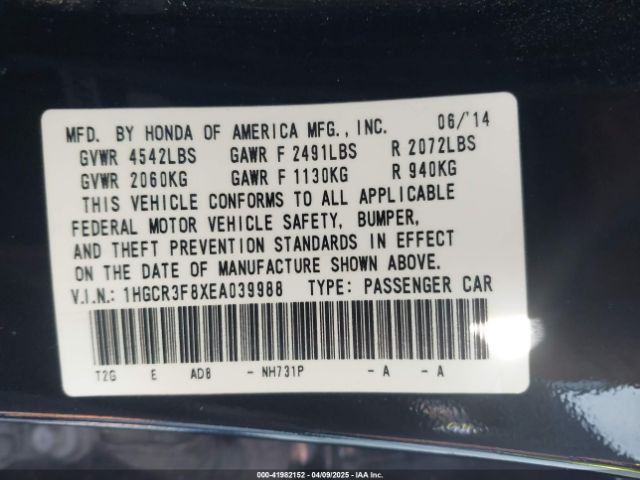 MFD. BY HONDA OF AMERICA MFG., INC. 06/'14
GVWR 4542LBS GAWR F 2491LBS R 2072LBS
GVWR 2060KG GAWR F 1130KG R 940KG
THIS VEHICLE CONFORMS TO ALL APPLICABLE
FEDERAL MOTOR VEHICLE SAFETY, BUMPER,
AND THEFT PREVENTION STANDARDS IN EFFECT
ON THE DATE OF MANUFACTURE SHOWN ABOVE.
V.I.N.: 1HGCR3F8XEA039988 TYPE: PASSENGER CAR
T2G E AD8 - NH731P - A - A
000-41982152 - 04/09/2025 - IAA Inc.